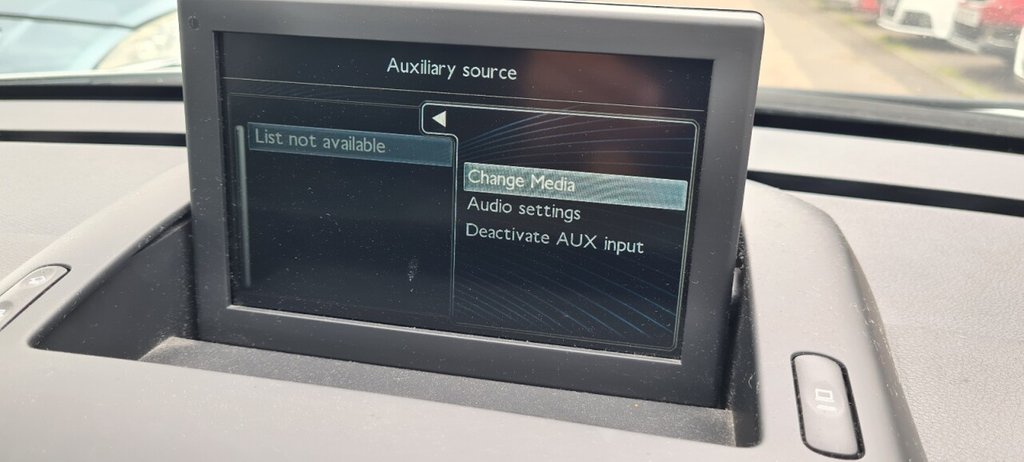 Auxiliary source
List not available
Change Media
Audio settings
Deactivate AUX input